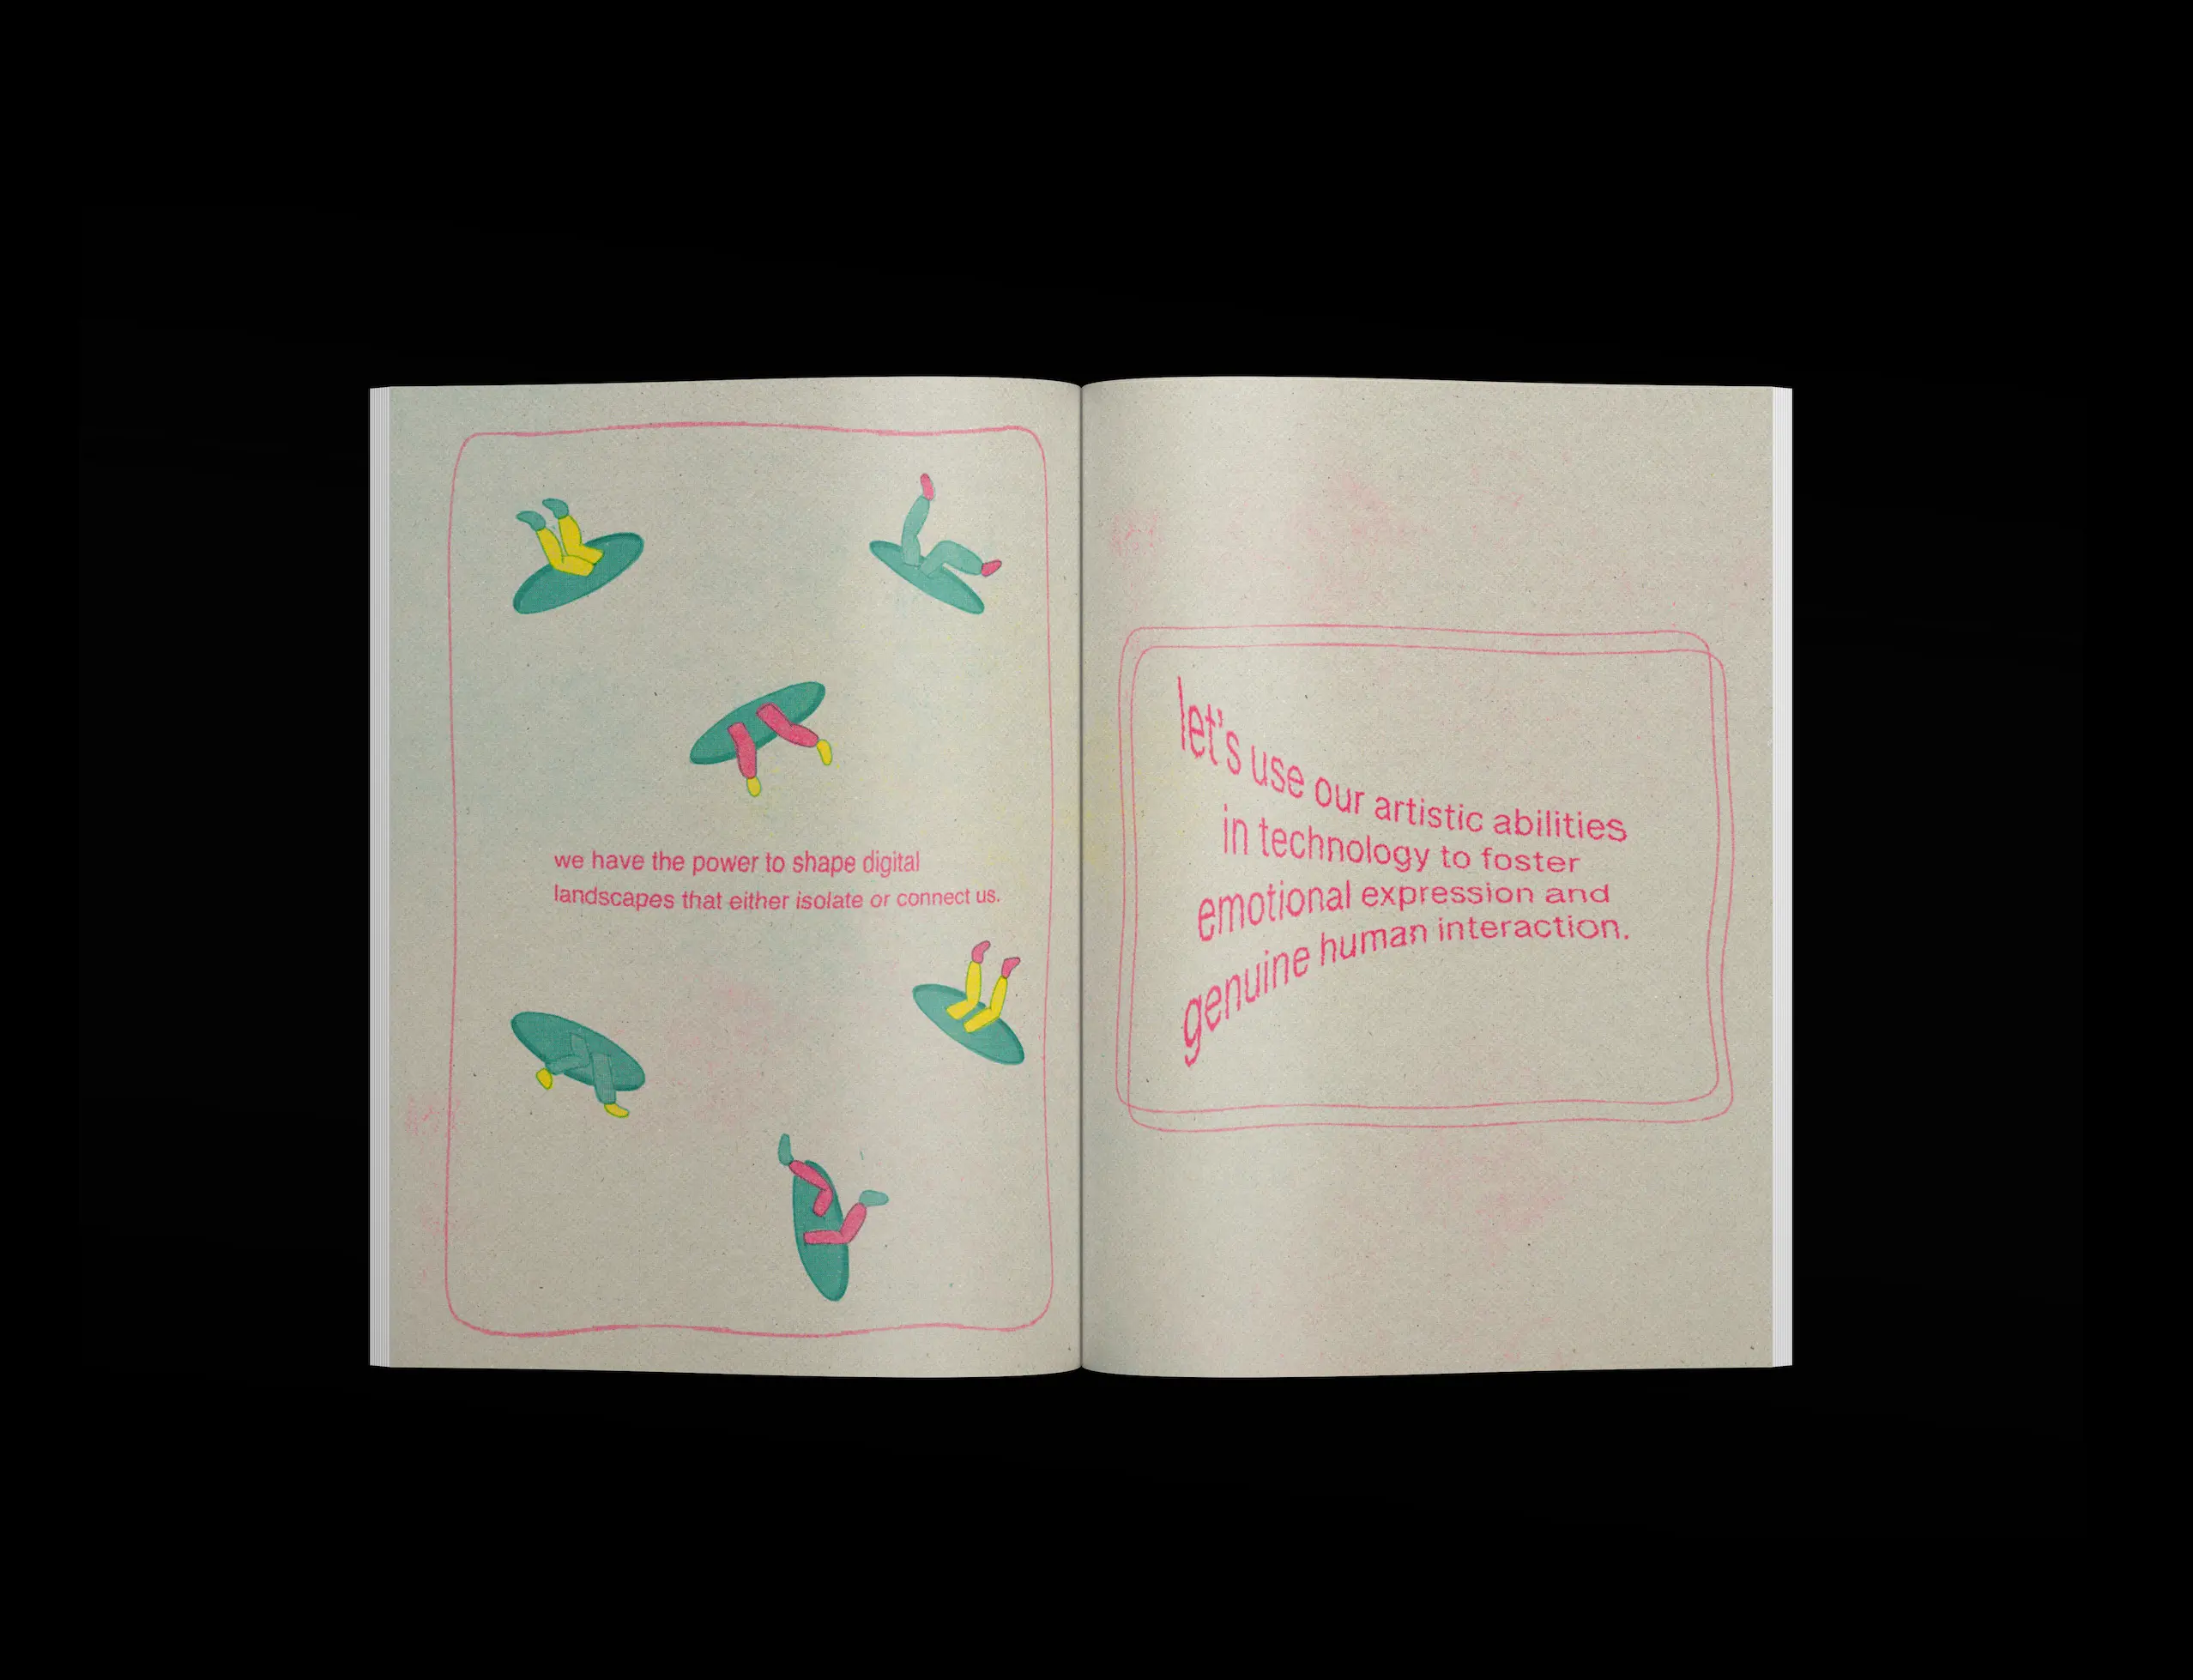 we have the power to shape digital
landscapes that either isolate or connect us.
let's use our artistic abilities
in technology to foster
emotional expression and
genuine human interaction.